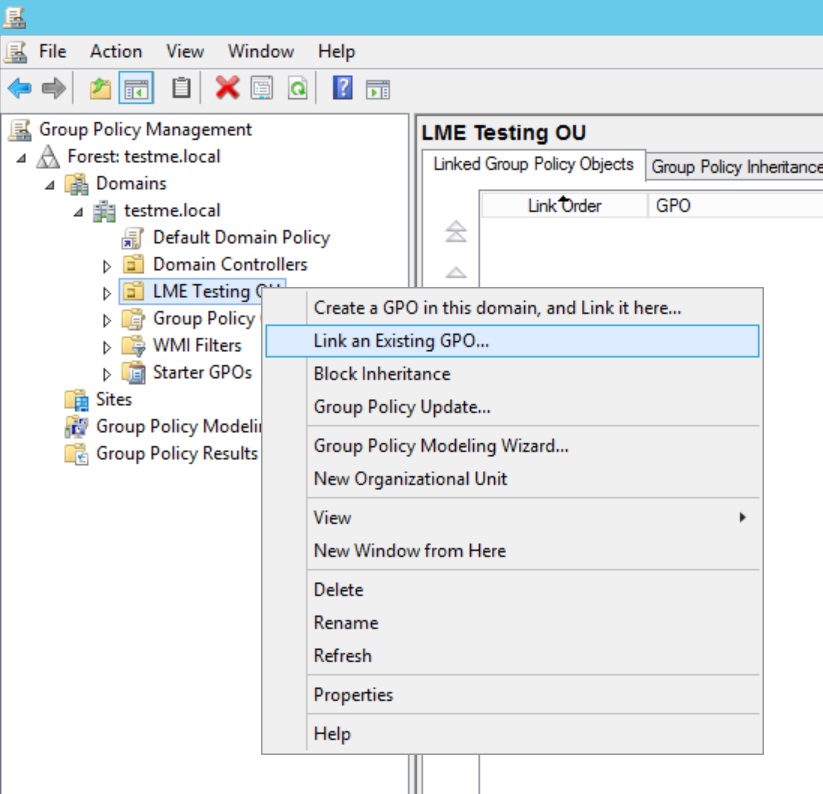 File Action View Window Help
Group Policy Management
Forest: testme.local
Domains
testme.local
Default Domain Policy
Domain Controllers
LME Testing
Group Policy
WMI Filters
Starter GPOs
Sites
Group Policy
Group Policy Results
LME Testing OU
Linked Group Policy Objects Group Policy Inheritance
Link Order GPO
Create a GPO in this domain, and Link it here...
Link an Existing GPO...
Block Inheritance
Group Policy Update...
Group Policy Modeling Wizard...
New Organizational Unit
View
New Window from Here
Delete
Rename
Refresh
Properties
Help